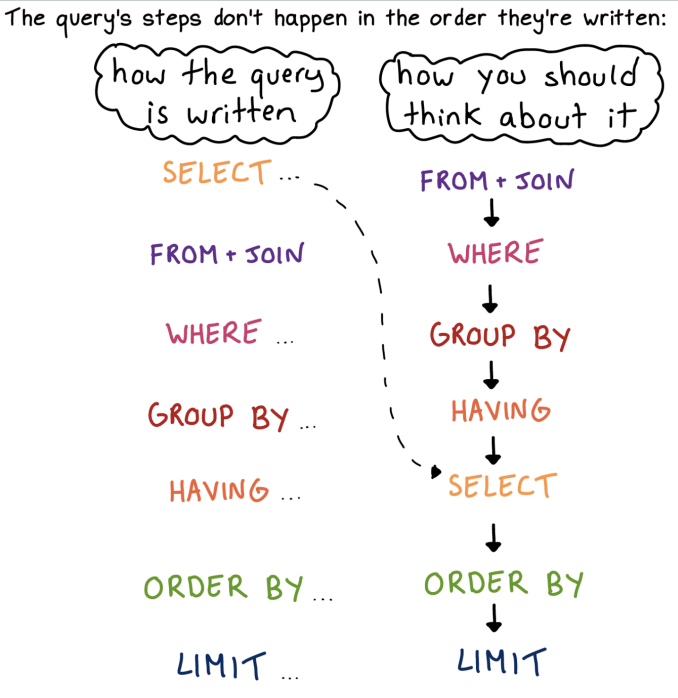 The query's steps don't happen in the order they're written:
how the query
is written
how you should
think about it
SELECT ...
FROM + JOIN
WHERE ...
GROUP BY ...
HAVING ...
ORDER BY ...
LIMIT ...
FROM + JOIN
WHERE
GROUP BY
HAVING
SELECT
ORDER BY
LIMIT